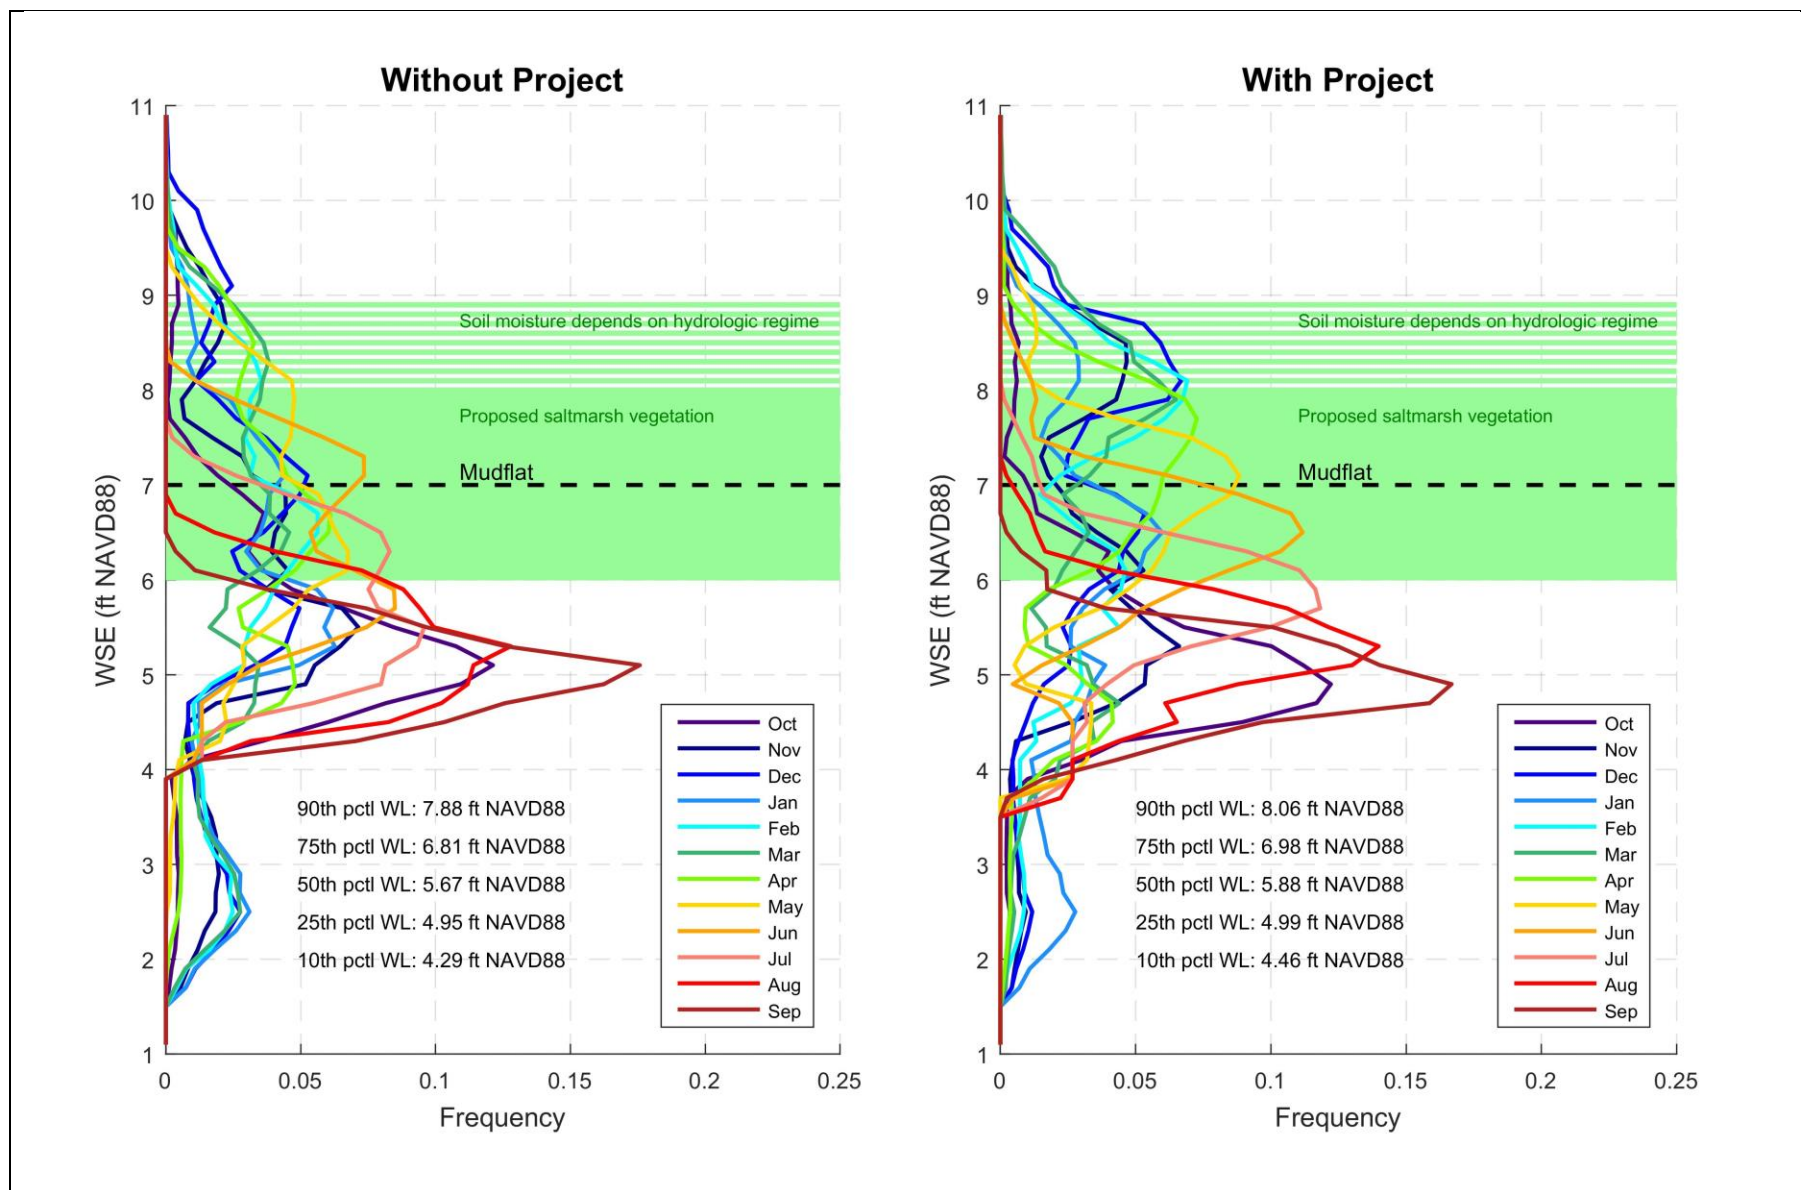 Without Project
11
10
9
8
7
6
5
4
3
2
1
WSE (ft NAVD88)
Soil moisture depends on hydrologic regime
Proposed saltmarsh vegetation
Mudflat
90th pctl WL: 7.88 ft NAVD88
75th pctl WL: 6.81 ft NAVD88
50th pctl WL: 5.67 ft NAVD88
25th pctl WL: 4.95 ft NAVD88
10th pctl WL: 4.29 ft NAVD88
Oct
Nov
Dec
Jan
Feb
Mar
Apr
May
Jun
Jul
Aug
Sep
0 0.05 0.1 0.15 0.2 0.25
Frequency
With Project
11
10
9
8
7
6
5
4
3
2
1
WSE (ft NAVD88)
Soil moisture depends on hydrologic regime
Proposed saltmarsh vegetation
Mudflat
90th pctl WL: 8.06 ft NAVD88
75th pctl WL: 6.98 ft NAVD88
50th pctl WL: 5.88 ft NAVD88
25th pctl WL: 4.99 ft NAVD88
10th pctl WL: 4.46 ft NAVD88
Oct
Nov
Dec
Jan
Feb
Mar
Apr
May
Jun
Jul
Aug
Sep
0 0.05 0.1 0.15 0.2 0.25
Frequency